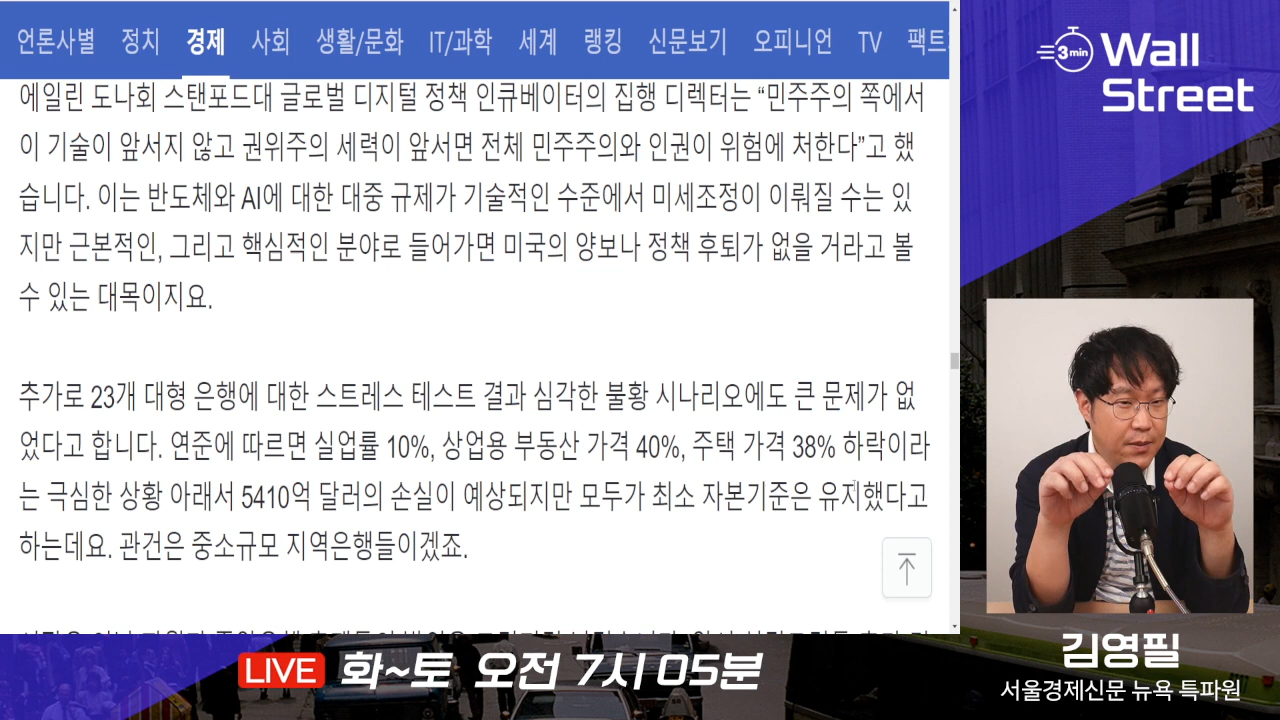 언론사별 정치 경제 사회 생활/문화 IT/과학 세계 랭킹 신문보기 오피니언 TV 팩트
에일린 도나회 스탠포드대 글로벌 디지털 정책 인큐베이터의 집행 디렉터는 “민주주의 쪽에서
이 기술이 앞서지 않고 권위주의 세력이 앞서면 전체 민주주의와 인권이 위험에 처한다”고 했
습니다. 이는 반도체와 AI에 대한 대중 규제가 기술적인 수준에서 미세조정이 이뤄질 수는 있
지만 근본적인, 그리고 핵심적인 분야로 들어가면 미국의 양보나 정책 후퇴가 없을 거라고 볼
수 있는 대목이지요.
추가로 23개 대형 은행에 대한 스트레스 테스트 결과 심각한 불황 시나리오에도 큰 문제가 없
었다고 합니다. 연준에 따르면 실업률 10%, 상업용 부동산 가격 40%, 주택 가격 38% 하락이라
는 극심한 상황 아래서 5410억 달러의 손실이 예상되지만 모두가 최소 자본기준은 유지했다고
하는데요. 관건은 중소규모 지역은행들이겠죠.
3min Wall
Street
LIVE 화~토 오전 7시 05분
김영필
서울경제신문 뉴욕 특파원